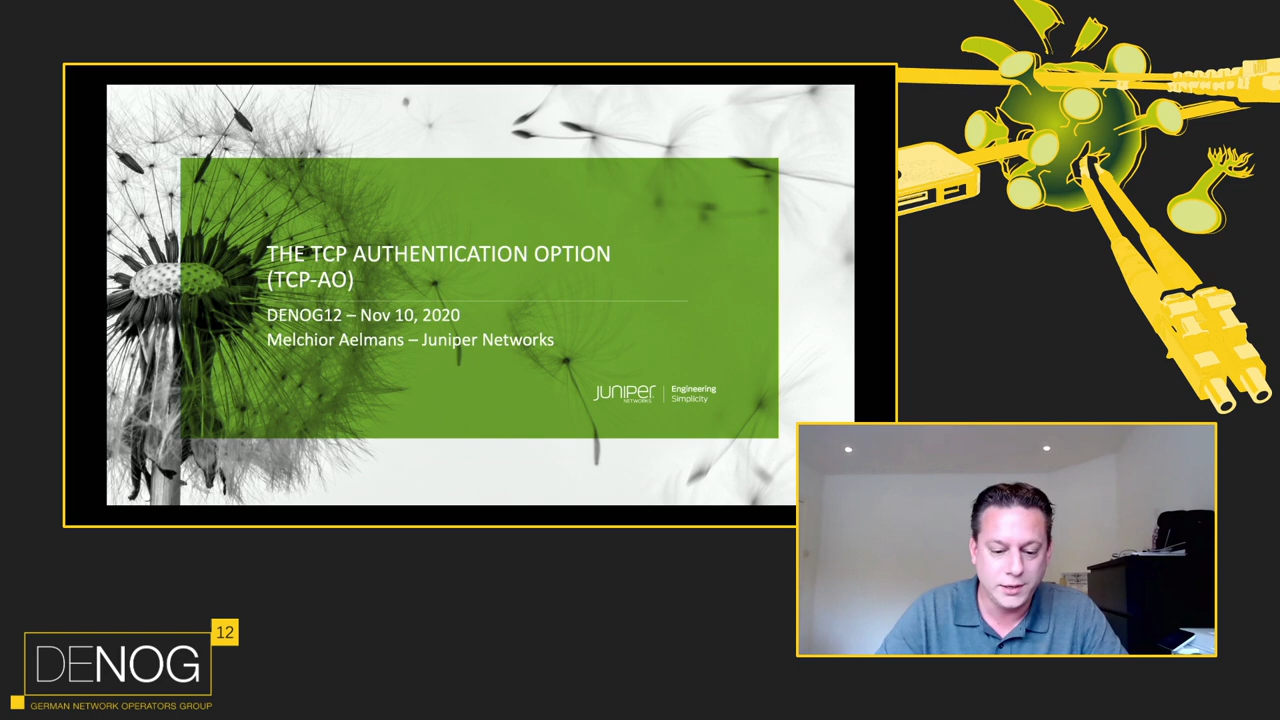 THE TCP AUTHENTICATION OPTION
(TCP-AO)
DENOG12 – Nov 10, 2020
Melchior Aelmans – Juniper Networks
JUNIPER
NETWORKS
Engineering
Simplicity
12
DENOG
GERMAN NETWORK OPERATORS GROUP